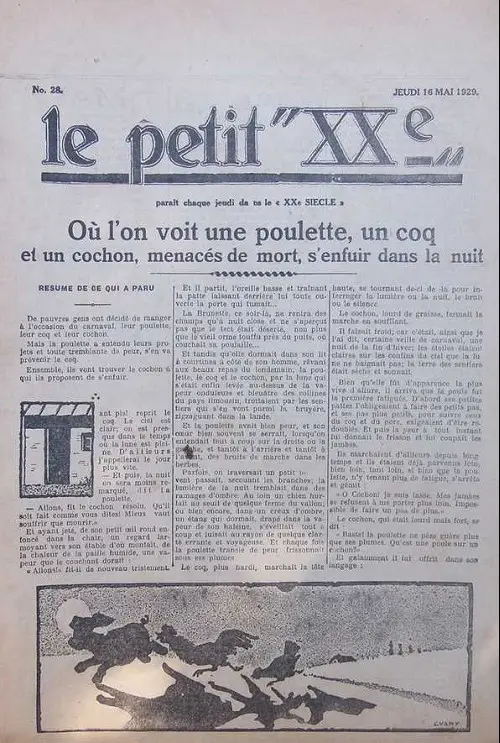 No. 28.
JEUDI 16 MAI 1929.
le petit "XXe"
paraît chaque jeudi da ns le « XXe SIECLE »
Où l'on voit une poulette, un coq
et un cochon, menacés de mort, s'enfuir dans la nuit
RESUME DE CE QUI A PARU
De pauvres gens ont décidé de manger
à l'occasion du carnaval, leur poulette,
leur coq et leur cochon.
Mais la poulette a entendu leurs pro
jets et toute tremblante de peur, s'en va
prévenir le coq.
Ensemble, ils vont trouver le cochon à
qui ils proposent de s'enfuir.
ant pis! reprit le
coq. Le ciel est
clair; on est pres
que dans le temps
où la lune est plei
ne. D'ailleurs
j'appellerai le jour
plus vite.
— Et puis, la nuit
on sera moins re
marqué, dit la
poulette.
— Allons, fit le cochon résolu. Qu'il
soit fait comme vous dites! Mieux vaut
souffrir que mourir.»
Et ayant jeté, de son petit œil rond en
foncé dans la chair, un regard lar
moyant vers son étable d'où montait, de
la chaleur de la paille humide, une va
peur que le couchant dorait :
« Allons!» fit-il de nouveau tristement.
Et il partit, l'oreille basse et traînant
la patte laissant derrière lui toute ou
verte la porte qui fumait...
La Brunette, ce soir-là, ne rentra des
champs qu'à nuit close et ne s'aperçut
pas que le toit était déserté, non plus
que le vieil orme touffu près du puits, où
couchait sa poulaille...
Et tandis qu'elle dormait dans son lit
à courtines à côté de son homme, rêvant
aux beaux repas du lendemain, la pou
lette, le coq et le cochon, par la lune qui
s'était enfin levée au-dessus de la va
peur onduleuse et bleuâtre des collines
du pays limousin, trottaient par les sen
tiers qui s'en vont parmi la bruyère,
zigzaguant dans la lande.
Et la poulette avait bien peur, et son
cœur bien souvent se serrait, lorsqu'on
entendait tout à coup sur la droite ou la
gauche, et tantôt à l'arrière et tantôt à
l'avant, des bruits de marche dans les
herbes.
Parfois, on traversait un petit
vent passait, secouant les branches; la
lumière de la nuit tremblait dans des
ramages d'ombre. Au loin un chien hur
lait au seuil de quelque ferme du vallon,
ou bien encore, dans un creux d'ombre,
un étang qui dormait, drapé dans la va
peur de son haleine, s'éveillait tout à
coup et luisait au rayon de quelque clar
té errante et voyageuse. Et chaque fois
la poulette transie de peur frissonnait
sous ses plumes.
Le coq, plus hardi, marchait la tête
haute, se tournant de-ci de -là pour in
terroger la lumière ou la nuit, le bruit
ou le silence
Le cochon, lourd de graisse, fermait la
marche en soufflant.
Il faisait froid; car c'était, ainsi que je
l'ai dit, certaine veille de carnaval, une
nuit de la fin d'hiver; les étoiles étaient
claires sur les confins du ciel que la lu
ne ne baignait pas; la terre des sentiers
était sèche et sonnait.
Bien qu'elle fût d'apparence la plus
vive d'allure, il arriva que la poule fut
la première fatiguée. D'abord ses petites
pattes l'obligeaient à faire des petits pas,
et ses pas, trop petits, pour suivre ceux
du coq et du porc, exigeaient d'être re
doublés. Et puis la peur à tout instant
lui donnait le frisson et lui coupait les
jambes.
Ils marchaient d'ailleurs depuis long
temps et ils étaient déjà parvenus loin,
bien loin, tout loin, si bien que la pou
lette, n'y tenant plus de fatigue, s'arrêta
et gémit:
« O Cochon! je suis lasse. Mes jambes
se refusent à me porter plus loin. Impos
sible de faire un pas de plus.»
Le cochon, qui était lourd mais fort, se
dit :
« Basta! la poulette ne pèse guère plus
que ses plumes. Qu'est une poule sur un
cochon?»
Et galamment il lui offrit dans son
langage :
EVANY